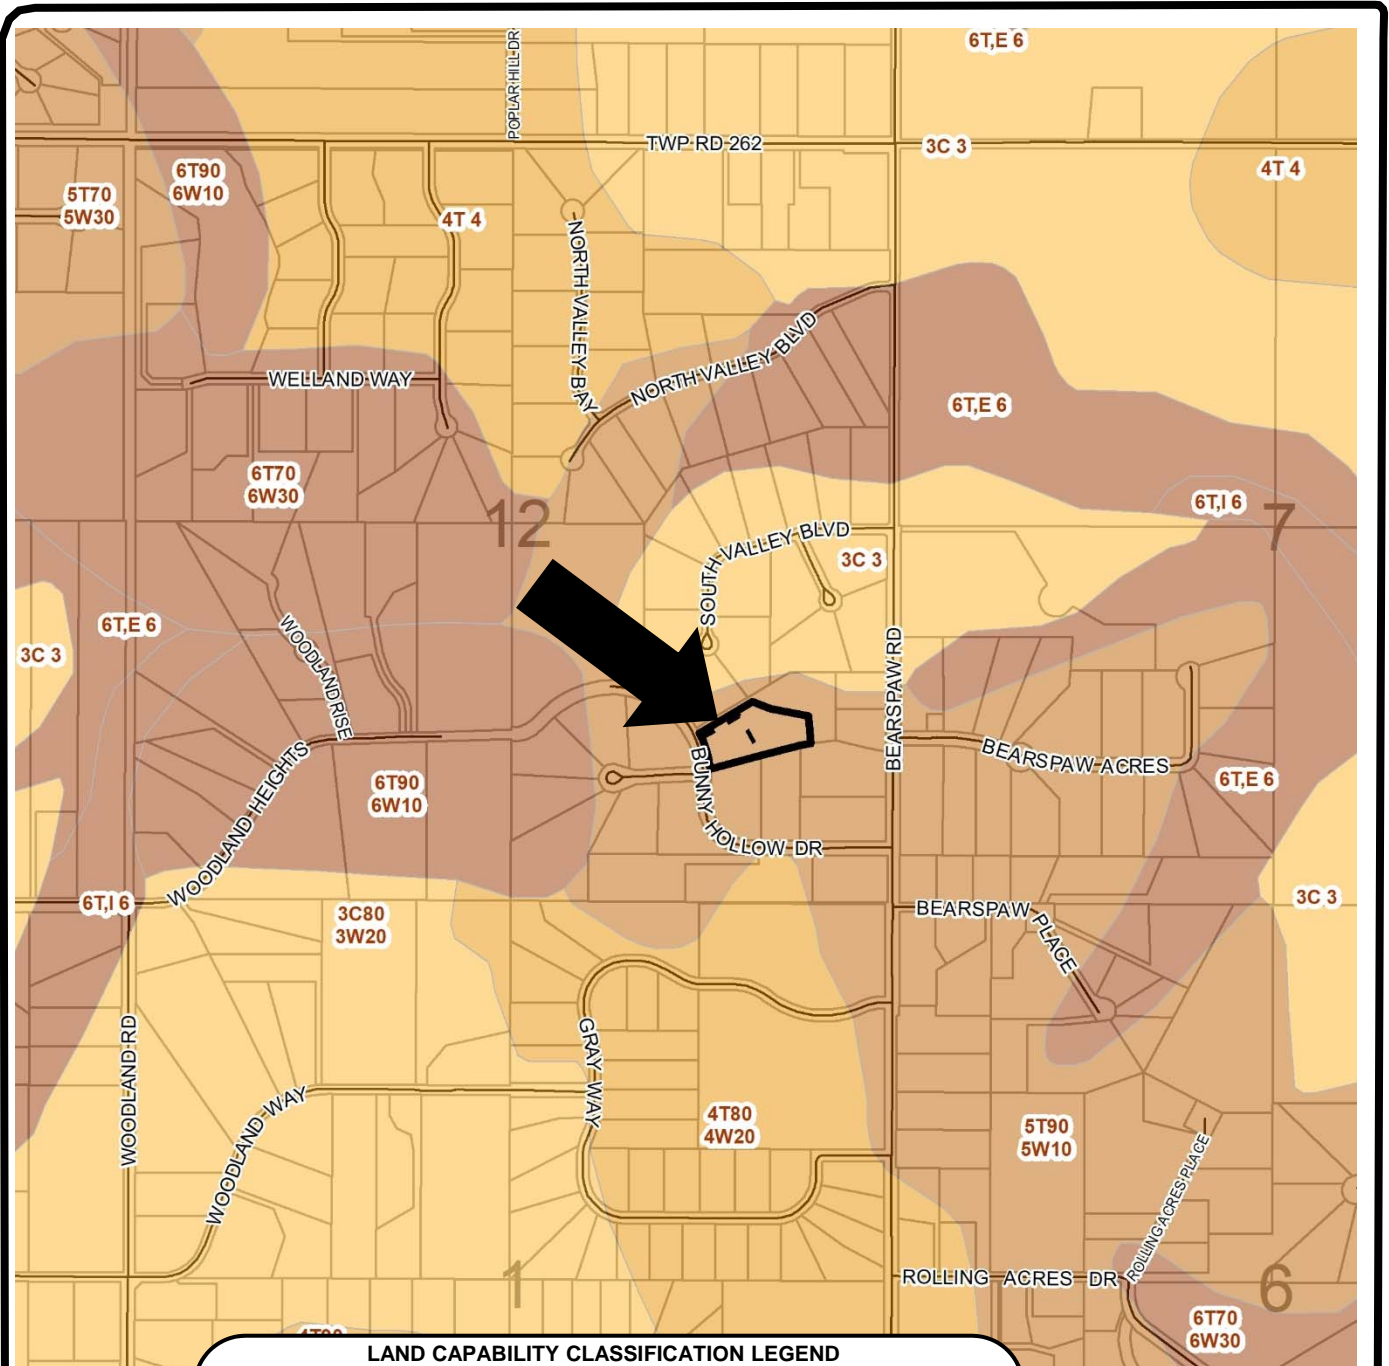 POPLAR HILL DR
6T,E 6
TWP RD 262
3C 3
4T 4
6T90
6W10
5T70
5W30
4T 4
NORTH VALLEY BAY
NORTH VALLEY BLVD
WELLAND WAY
6T,E 6
6T70
6W30
12
6T,I 6
7
SOUTH VALLEY BLVD
3C 3
6T,E 6
3C 3
WOODLAND RISE
BEARSPAW RD
WOODLAND HEIGHTS
BUNNY HOLLOW DR
BEARSPAW ACRES
6T,E 6
6T90
6W10
6T,I 6
3C80
3W20
BEARSPAW PLACE
3C 3
WOODLAND RD
GRAY WAY
WOODLAND WAY
4T80
4W20
5T90
5W10
ROLLING ACRES PLACE
1
ROLLING ACRES DR
6
6T70
6W30
LAND CAPABILITY CLASSIFICATION LEGEND